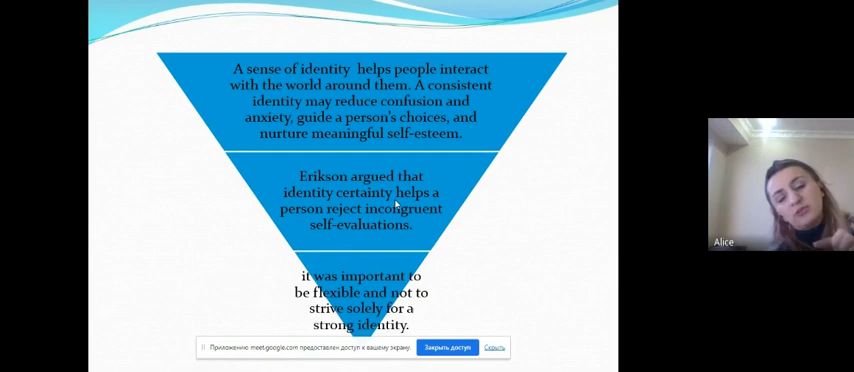 A sense of identity helps people interact
with the world around them. A consistent
identity may reduce confusion and
anxiety, guide a person's choices, and
nurture meaningful self-esteem.
Erikson argued that
identity certainty helps a
person reject incongruent
self-evaluations.
it was important to
be flexible and not to
strive solely for a
strong identity.
Приложению meet.google.com предоставлен доступ к вашему экрану.
Закрыть доступ
Скрыть
Alice